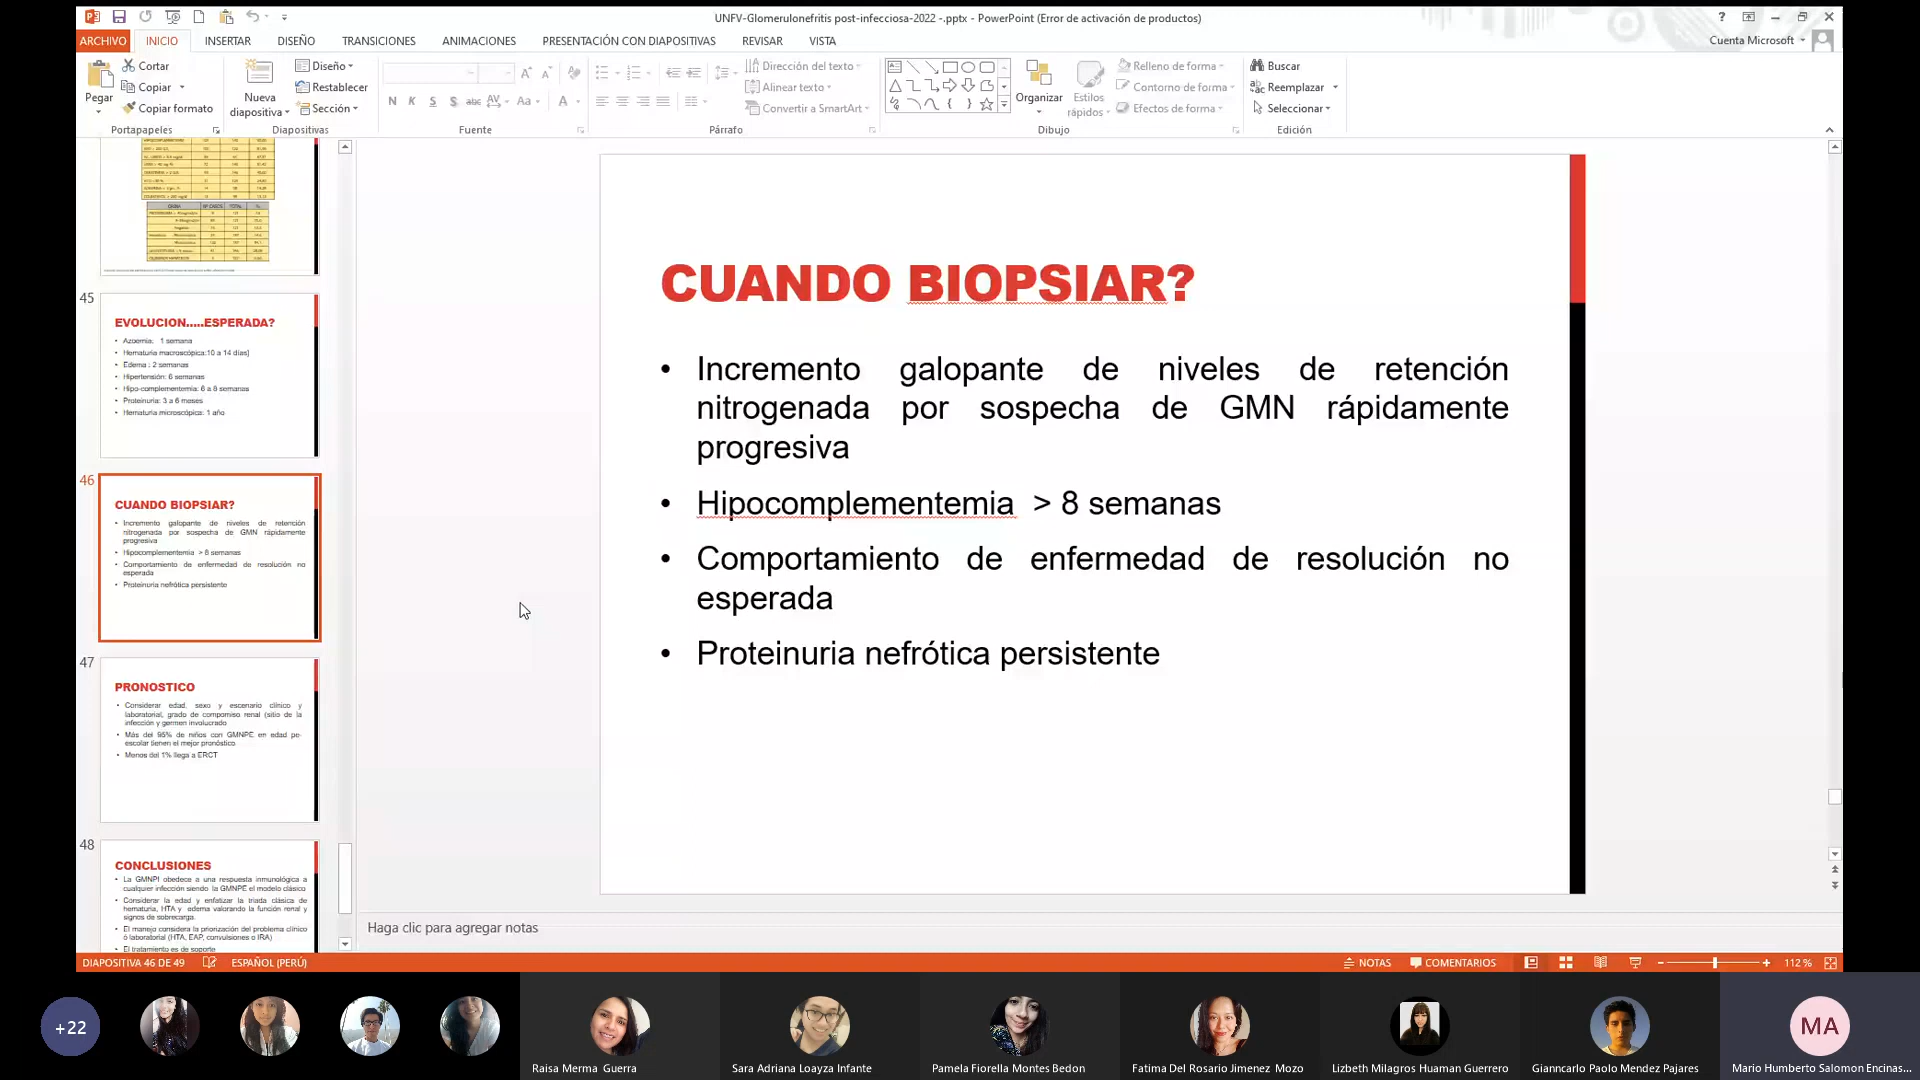 UNFV-Glomerulonefritis post-infecciosa-2022 -.pptx - PowerPoint (Error de activación de productos)
ARCHIVO INICIO INSERTAR DISEÑO TRANSICIONES ANIMACIONES PRESENTACIÓN CON DIAPOSITIVAS REVISAR VISTA
Cuenta Microsoft
Pegar
Cortar
Copiar
Copiar formato
Portapapeles
Nueva
diapositiva
Diseño
Restablecer
Sección
Diapositivas
N K S S abc AV Aa A
Fuente
Dirección del texto
Alinear texto
Convertir a SmartArt
Párrafo
Organizar
Estilos
rápidos
Relleno de forma
Contorno de forma
Efectos de forma
Dibujo
Buscar
Reemplazar
Seleccionar
Edición
45
EVOLUCION.....ESPERADA?
• Azoemia: 1 semana
• Hematuria macroscópica:10 a 14 días)
• Edema : 2 semanas
• Hipertensión: 6 semanas
• Hipo-complementemia: 6 a 8 semanas
• Proteinuria: 3 a 6 meses
• Hematuria microscópica: 1 año
46
CUANDO BIOPSIAR?
• Incremento galopante de niveles de retención
nitrogenada por sospecha de GMN rápidamente
progresiva
• Hipocomplementemia > 8 semanas
• Comportamiento de enfermedad de resolución no
esperada
• Proteinuria nefrótica persistente
47
PRONOSTICO
• Considerar edad, sexo y escenario clínico y
laboratorial, grado de compromiso renal (sitio de la
infección y germen involucrado
• Más del 95% de niños con GMNPE en edad pe-
escolar tienen el mejor pronóstico
• Menos del 1% llega a ERCT
48
CONCLUSIONES
• La GMNPI obedece a una respuesta inmunológica a
cualquier infección siendo la GMNPE el modelo clásico
• Considerar la edad y enfatizar la triada clásica de
hematuria, HTA y edema valorando la función renal y
signos de sobrecarga.
• El manejo considera la priorización del problema clínico
ó laboratorial (HTA, EAP, convulsiones o IRA)
• El tratamiento es de soporte
CUANDO BIOPSIAR?
• Incremento galopante de niveles de retención
nitrogenada por sospecha de GMN rápidamente
progresiva
• Hipocomplementemia > 8 semanas
• Comportamiento de enfermedad de resolución no
esperada
• Proteinuria nefrótica persistente
Haga clic para agregar notas
DIAPOSITIVA 46 DE 49 ESPAÑOL (PERÚ) NOTAS COMENTARIOS 112 %
+22
MA
Raisa Merma Guerra
Sara Adriana Loayza Infante
Pamela Fiorella Montes Bedon
Fatima Del Rosario Jimenez Mozo
Lizbeth Milagros Huaman Guerrero
Gianncarlo Paolo Mendez Pajares
Mario Humberto Salomon Encinas...